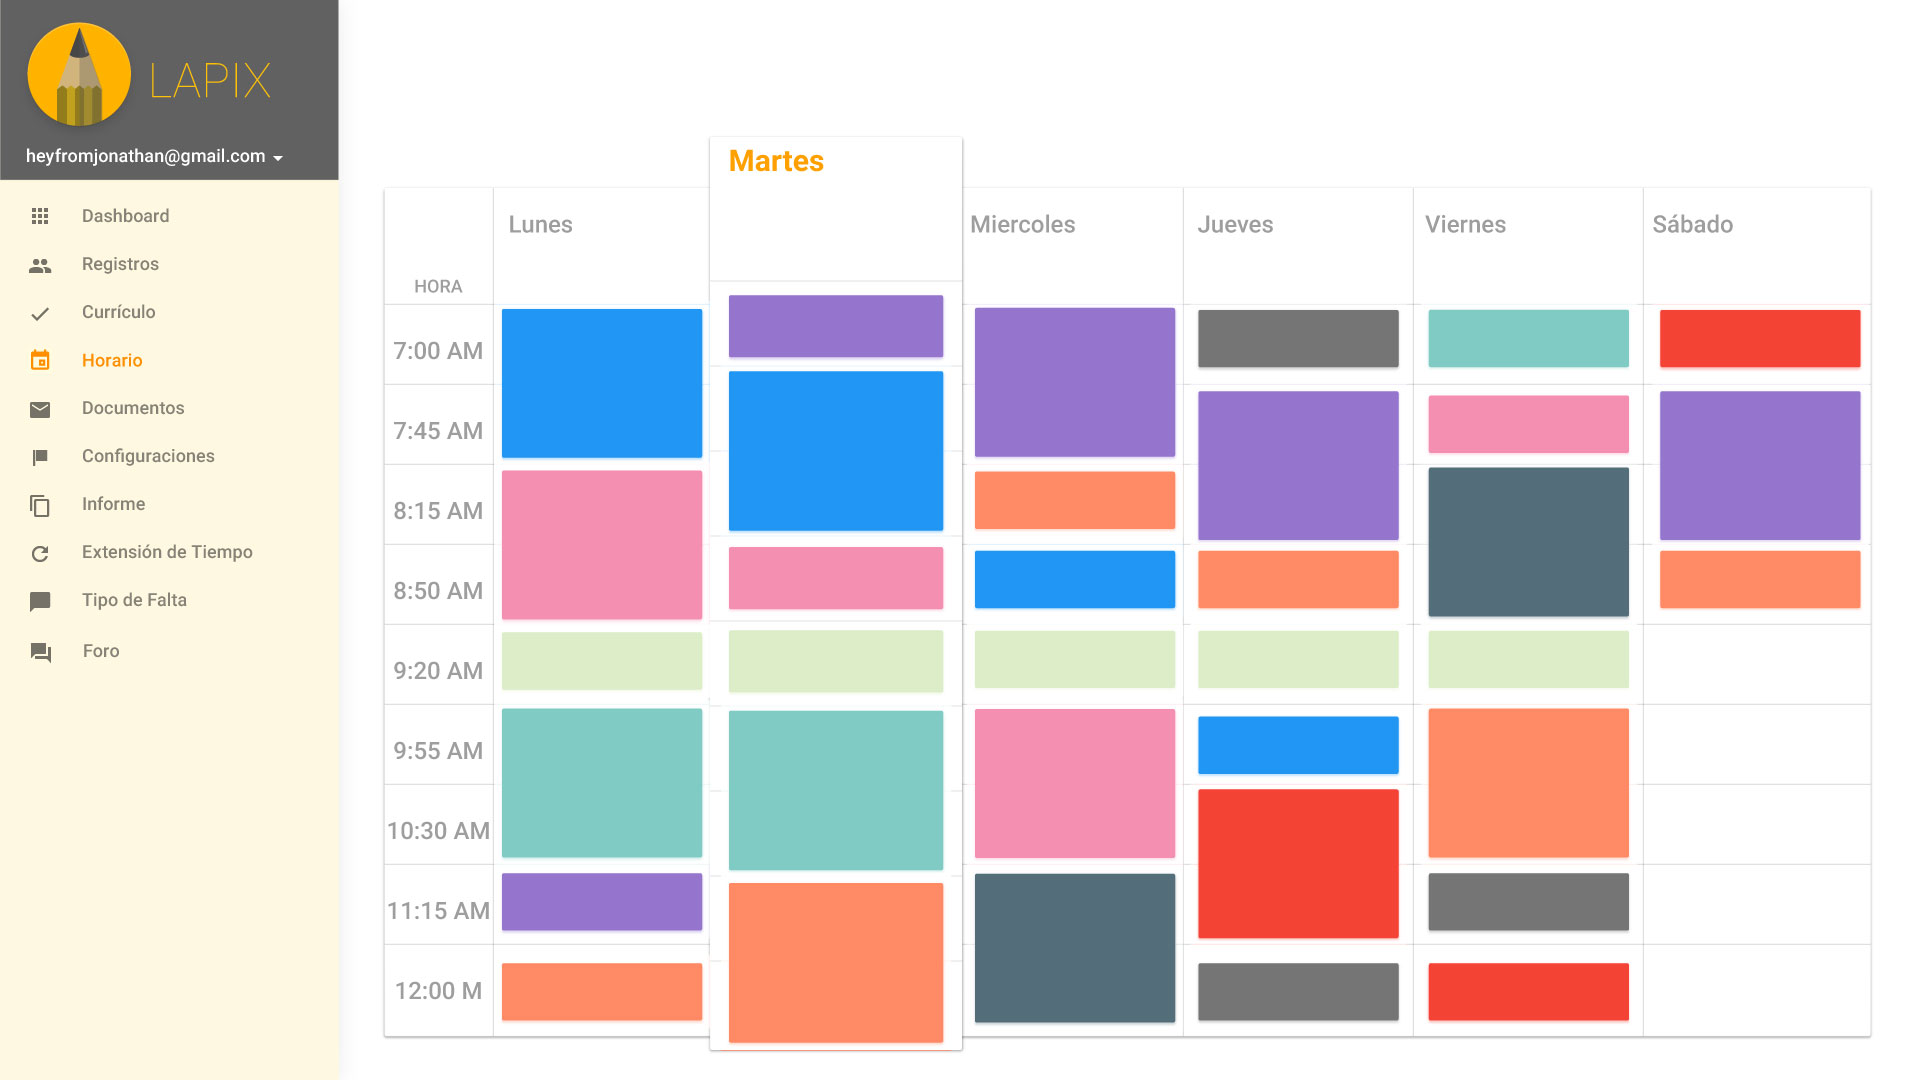 LAPIX
heyfromjonathan@gmail.com
Dashboard
Registros
Currículo
Horario
Documentos
Configuraciones
Informe
Extensión de Tiempo
Tipo de Falta
Foro
Martes
Lunes
Miercoles
Jueves
Viernes
Sábado
HORA
7:00 AM
7:45 AM
8:15 AM
8:50 AM
9:20 AM
9:55 AM
10:30 AM
11:15 AM
12:00 M